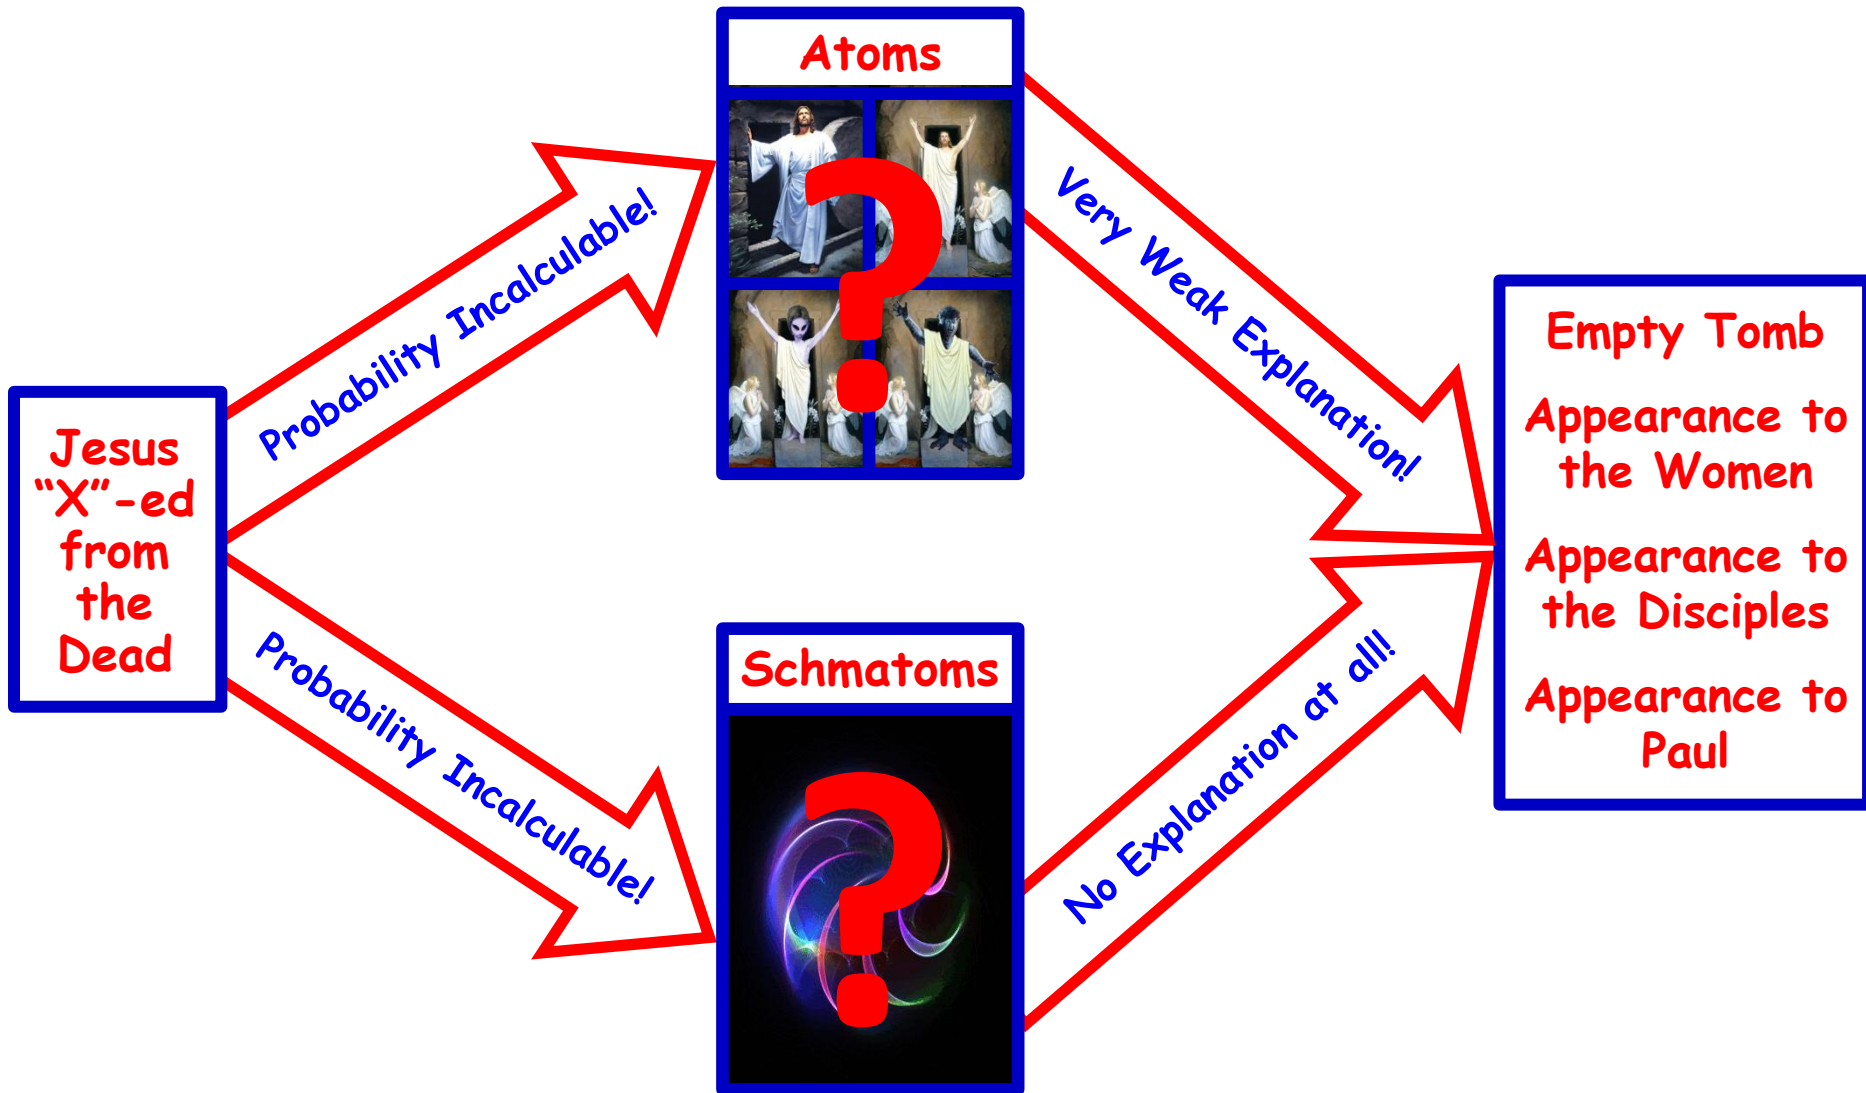 Jesus
“X”-ed
from
the
Dead
Probability Incalculable!
Probability Incalculable!
Atoms
?
Schmatoms
?
Very Weak Explanation!
No Explanation at all!
Empty Tomb
Appearance to
the Women
Appearance to
the Disciples
Appearance to
Paul